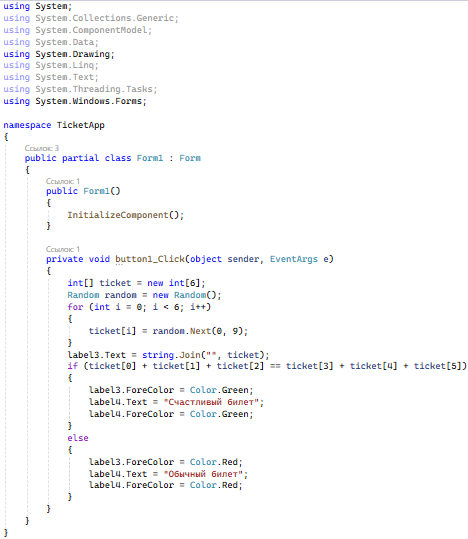 using System;
using System.Collections.Generic;
using System.ComponentModel;
using System.Data;
using System.Drawing;
using System.Linq;
using System.Text;
using System.Threading.Tasks;
using System.Windows.Forms;
namespace TicketApp
{
Ссылок: 3
public partial class Form1 : Form
{
Ссылок: 1
public Form1()
{
InitializeComponent();
}
Ссылок: 1
private void button1_Click(object sender, EventArgs e)
{
int[] ticket = new int[6];
Random random = new Random();
for (int i = 0; i < 6; i++)
{
ticket[i] = random.Next(0, 9);
}
label3.Text = string.Join("", ticket);
if (ticket[0] + ticket[1] + ticket[2] == ticket[3] + ticket[4] + ticket[5])
{
label3.ForeColor = Color.Green;
label4.Text = "Счастливый билет";
label4.ForeColor = Color.Green;
}
else
{
label3.ForeColor = Color.Red;
label4.Text = "Обычный билет";
label4.ForeColor = Color.Red;
}
}
}
}